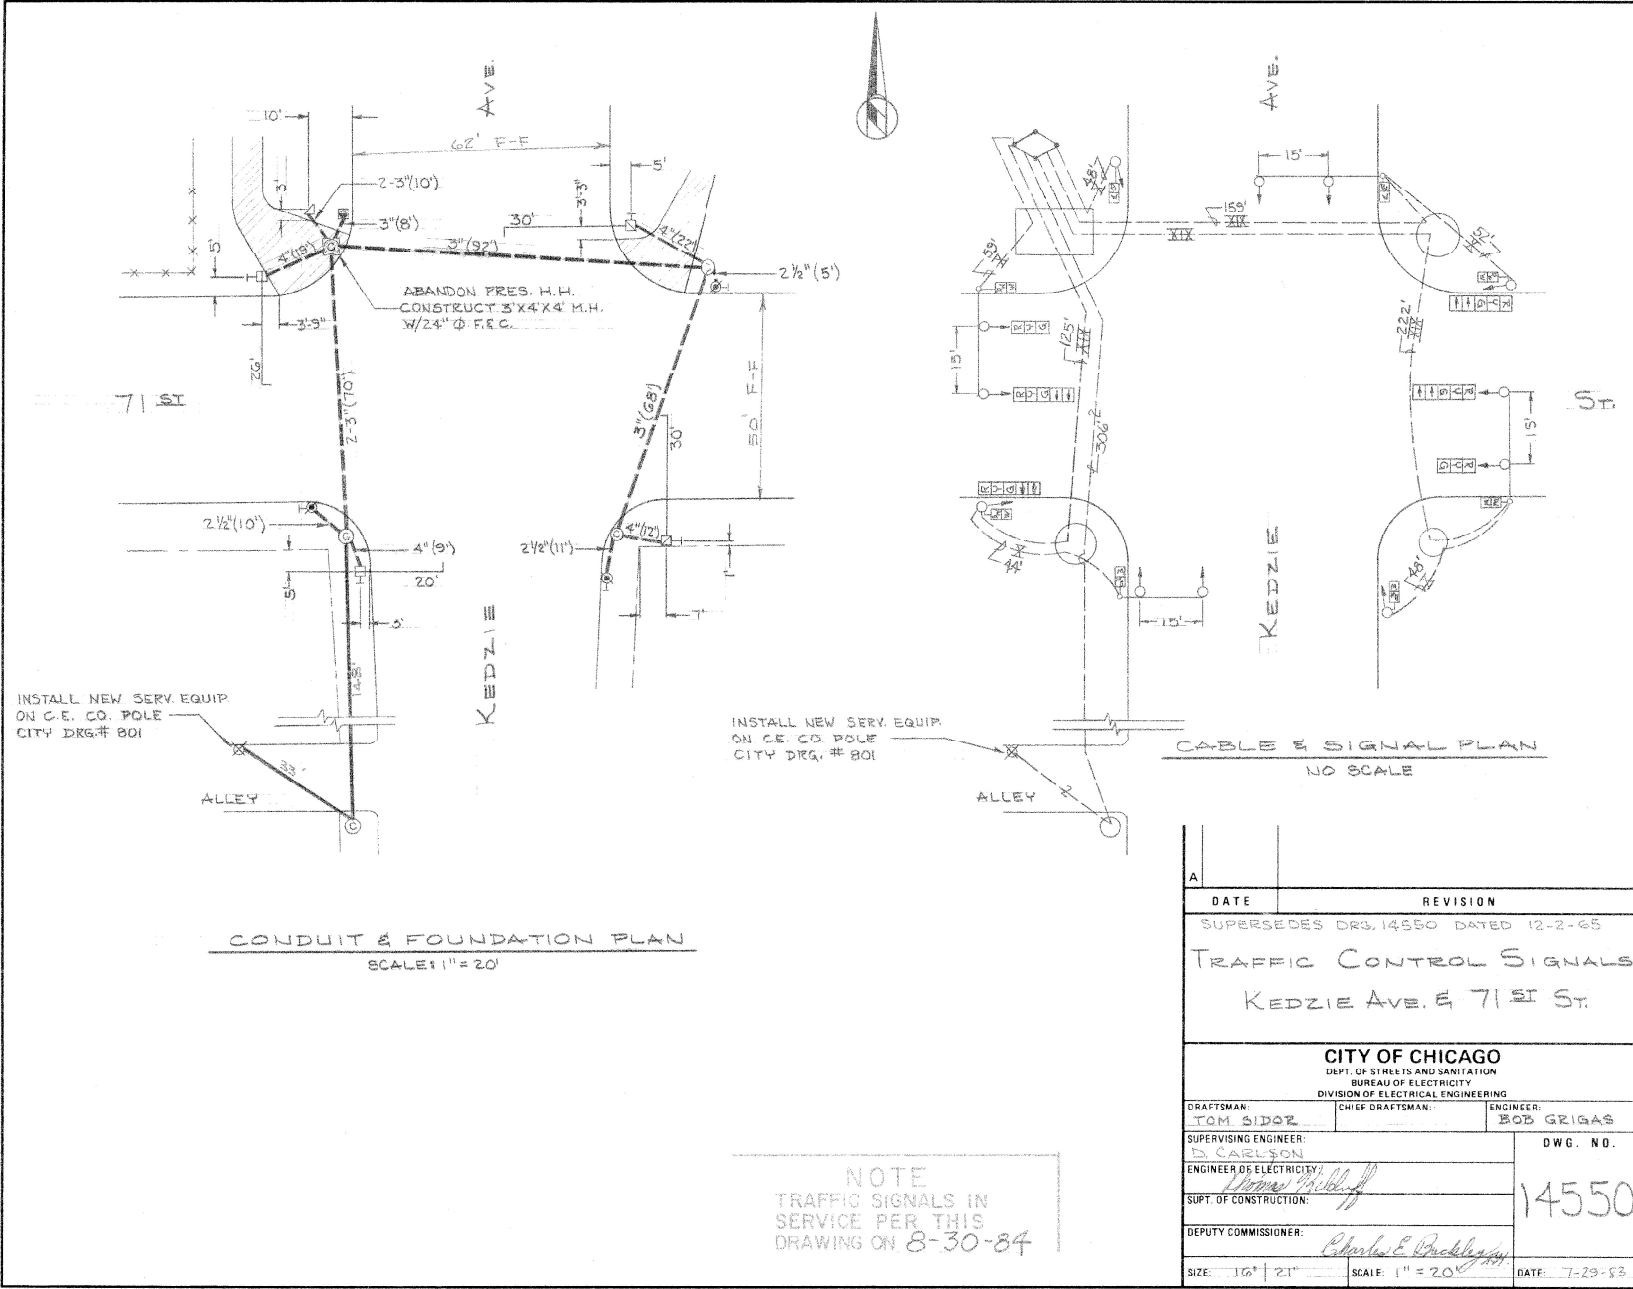 AVE.
10'
62' F-F
5'
3'
2-3"(10')
3'-3"
30'
3"(8')
5'
4"(19')
3"(92')
4"(22')
2½"(5')
ABANDON PRES. H.H.
CONSTRUCT 3'X4'X4' M.H.
W/24" Ø F.& C.
3'-9"
26'
71 ST
2-3"(70')
3"(68')
30'
50' F-F
2½"(10')
4"(9')
20'
5'
3'
2½"(11')
4"(12')
1'
7'
148'
KEDZIE
INSTALL NEW SERV. EQUIP.
ON C.E. CO. POLE
CITY DRG.# 801
33'
ALLEY
C
CONDUIT & FOUNDATION PLAN
SCALE: 1" = 20'
AVE.
15'
48'
159'
59'
52'
R Y G
R Y G
15'
125'
222'
R Y G
R Y G
306'
R Y G
R Y G
15'
ST.
R Y G
44'
48'
15'
KEDZIE
INSTALL NEW SERV. EQUIP.
ON C.E. CO. POLE
CITY DRG. # 801
ALLEY
2
CABLE & SIGNAL PLAN
NO SCALE
A
DATE REVISION
SUPERSEDES DRG. 14550 DATED 12-2-65
TRAFFIC CONTROL SIGNALS
KEDZIE AVE. & 71 ST ST.
CITY OF CHICAGO
DEPT. OF STREETS AND SANITATION
BUREAU OF ELECTRICITY
DIVISION OF ELECTRICAL ENGINEERING
DRAFTSMAN: CHIEF DRAFTSMAN: ENGINEER:
TOM SIDOR BOB GRIGAS
SUPERVISING ENGINEER: DWG. NO.
D. CARLSON
ENGINEER OF ELECTRICITY:
Thomas
14550
SUPT. OF CONSTRUCTION:
DEPUTY COMMISSIONER:
Charles E.
SIZE: 16" | 21" SCALE: 1" = 20' DATE: 7-29-83
NOTE
TRAFFIC SIGNALS IN
SERVICE PER THIS
DRAWING ON 8-30-84